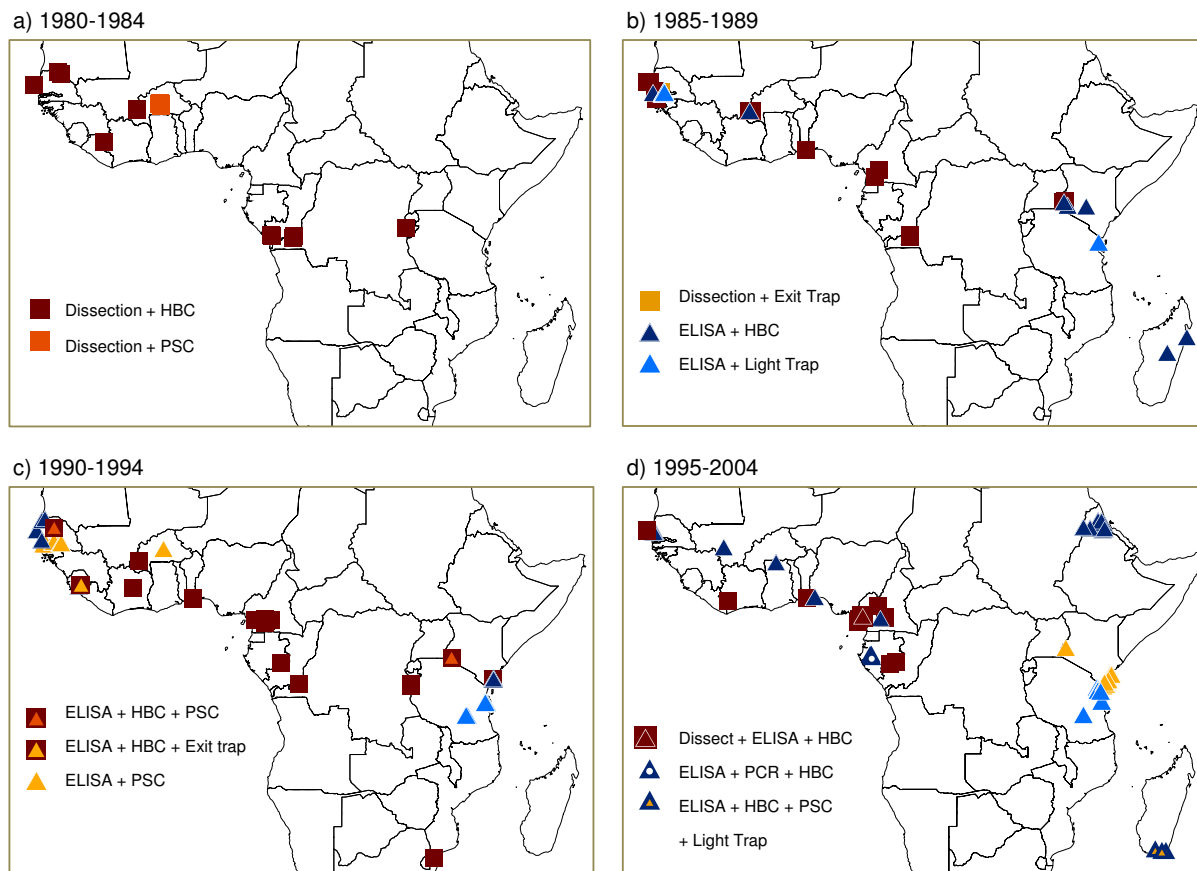 a) 1980-1984
Dissection + HBC
Dissection + PSC
b) 1985-1989
Dissection + Exit Trap
ELISA + HBC
ELISA + Light Trap
c) 1990-1994
ELISA + HBC + PSC
ELISA + HBC + Exit trap
ELISA + PSC
d) 1995-2004
Dissect + ELISA + HBC
ELISA + PCR + HBC
ELISA + HBC + PSC
+ Light Trap